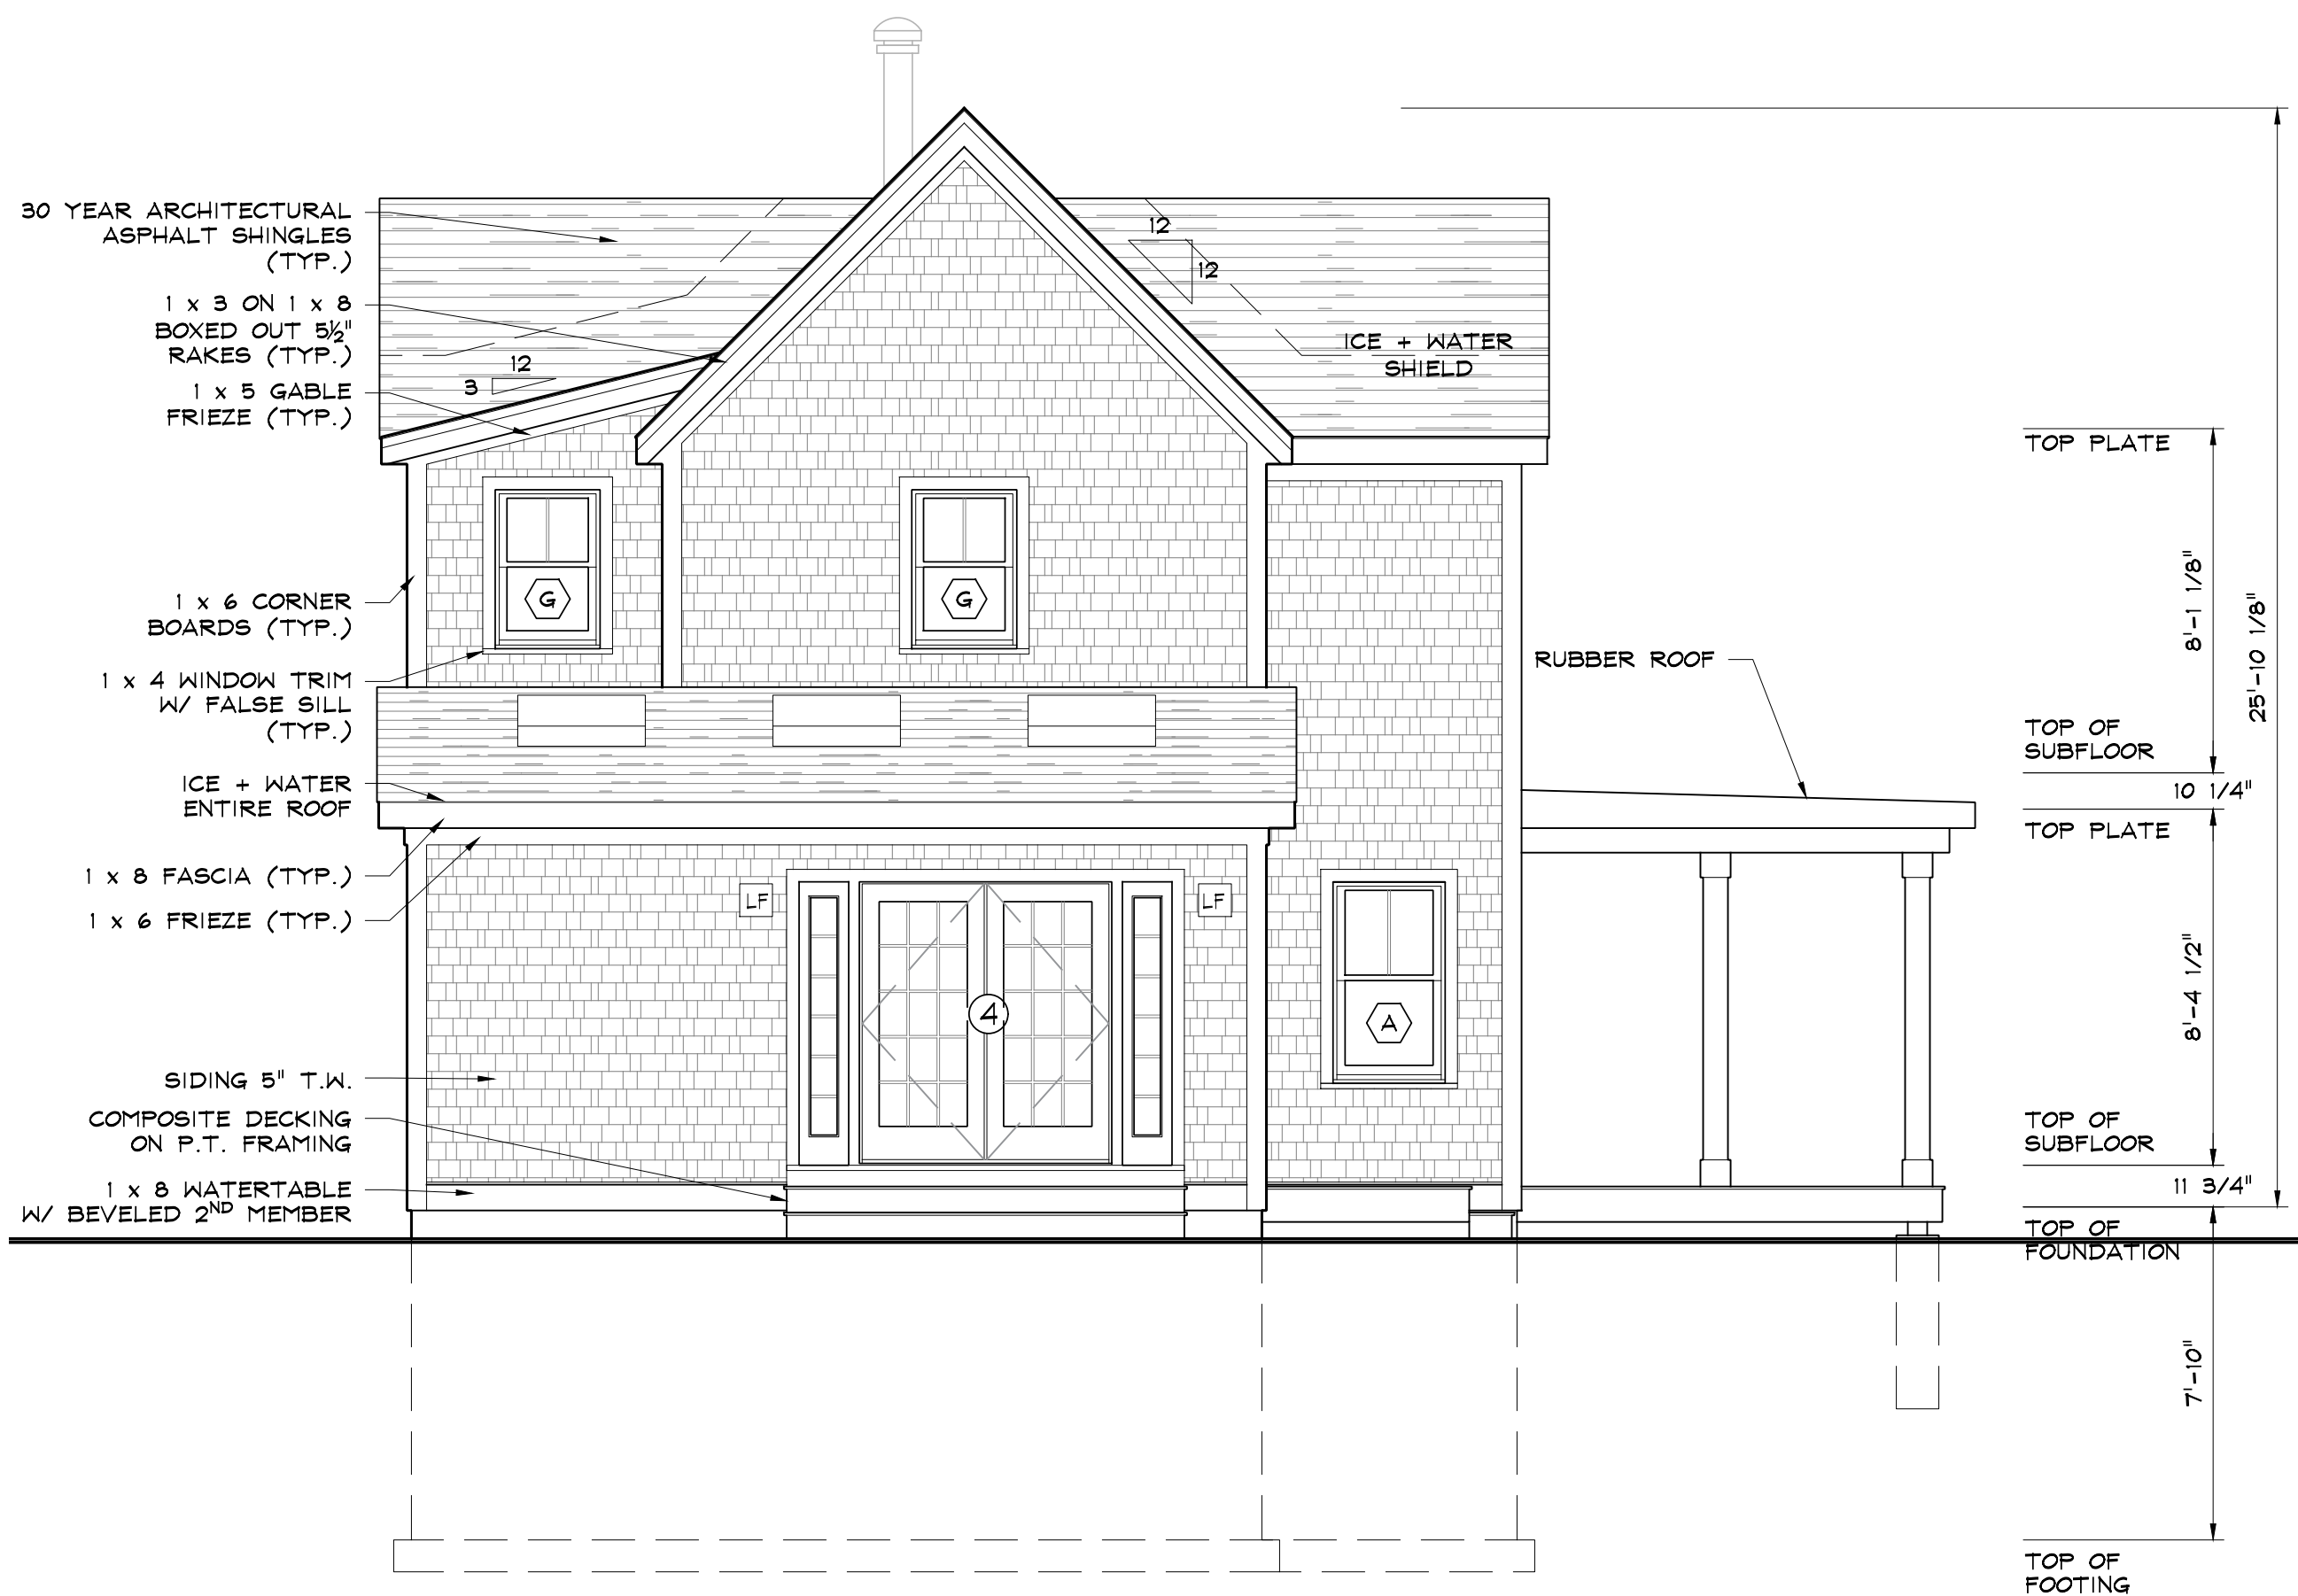 30 YEAR ARCHITECTURAL
ASPHALT SHINGLES
(TYP.)
1 x 3 ON 1 x 8
BOXED OUT 5½"
RAKES (TYP.)
1 x 5 GABLE
FRIEZE (TYP.)
1 x 6 CORNER
BOARDS (TYP.)
1 x 4 WINDOW TRIM
W/ FALSE SILL
(TYP.)
ICE + WATER
ENTIRE ROOF
1 x 8 FASCIA (TYP.)
1 x 6 FRIEZE (TYP.)
SIDING 5" T.W.
COMPOSITE DECKING
ON P.T. FRAMING
1 x 8 WATERTABLE
W/ BEVELED 2ND MEMBER
12
3
12
12
ICE + WATER
SHIELD
G
G
LF
LF
4
A
RUBBER ROOF
TOP PLATE
8'-1 1/8"
25'-10 1/8"
TOP OF
SUBFLOOR
10 1/4"
TOP PLATE
8'-4 1/2"
TOP OF
SUBFLOOR
11 3/4"
TOP OF
FOUNDATION
7'-10"
TOP OF
FOOTING